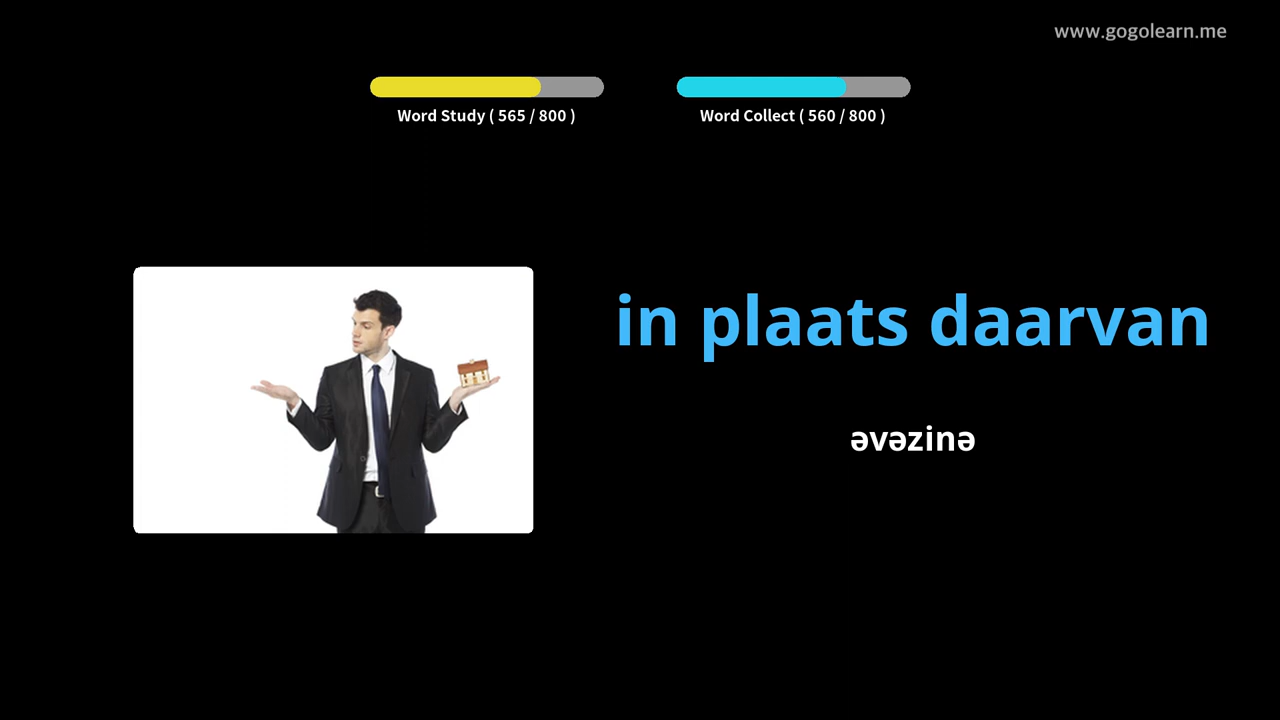 www.gogolearn.me
Word Study ( 565 / 800 )
Word Collect ( 560 / 800 )
in plaats daarvan
əvəzinə